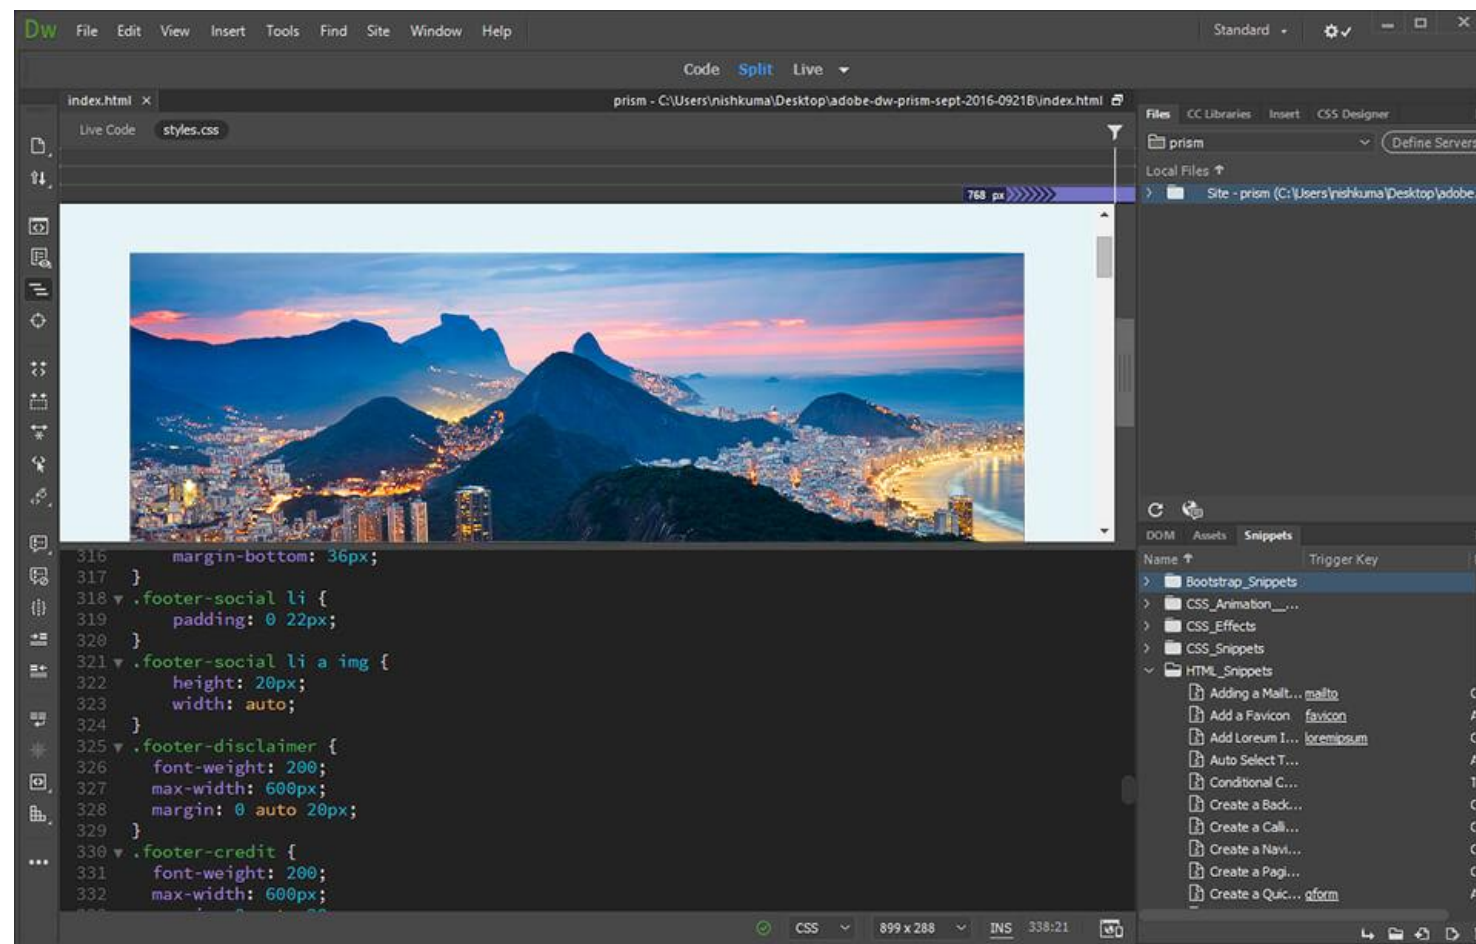 Dw File Edit View Insert Tools Find Site Window Help Standard
Code Split Live
index.html × prism - C:\Users\nishkuma\Desktop\adobe-dw-prism-sept-2016-0921B\index.html
Live Code styles.css
768 px
316 margin-bottom: 36px;
317 }
318 .footer-social li {
319 padding: 0 22px;
320 }
321 .footer-social li a img {
322 height: 20px;
323 width: auto;
324 }
325 .footer-disclaimer {
326 font-weight: 200;
327 max-width: 600px;
328 margin: 0 auto 20px;
329 }
330 .footer-credit {
331 font-weight: 200;
332 max-width: 600px;
CSS 899 x 288 INS 338:21
Files CC Libraries Insert CSS Designer
prism Define Servers
Local Files
Site - prism (C:\Users\nishkuma\Desktop\adobe
DOM Assets Snippets
Name Trigger Key
Bootstrap_Snippets
CSS_Animation__...
CSS_Effects
CSS_Snippets
HTML_Snippets
Adding a Mailt... mailto
Add a Favicon favicon
Add Loreum I... loremipsum
Auto Select T...
Conditional C...
Create a Back...
Create a Calli...
Create a Navi...
Create a Pagi...
Create a Quic... qform